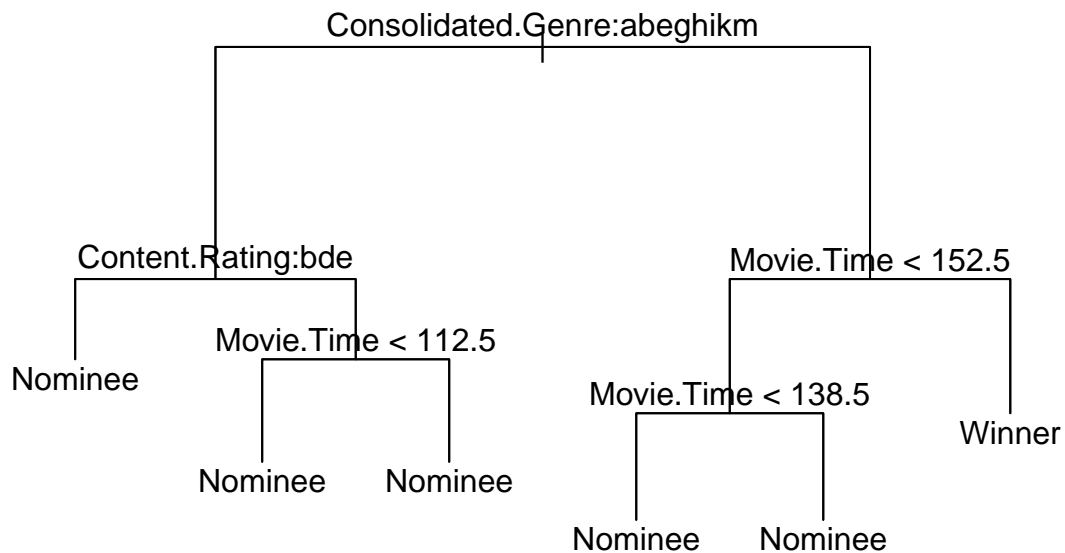 Consolidated.Genre:abeghikm
Content.Rating:bde
Movie.Time < 152.5
Movie.Time < 112.5
Nominee
Movie.Time < 138.5
Winner
Nominee
Nominee
Nominee
Nominee